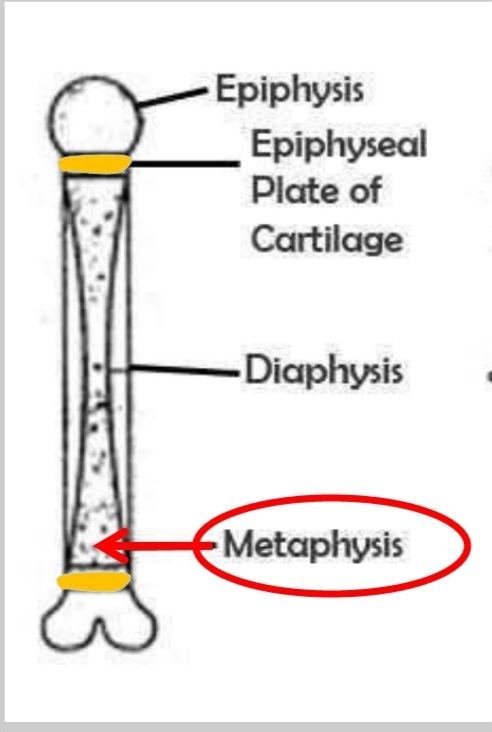 Epiphysis
Epiphyseal
Plate of
Cartilage
Diaphysis
Metaphysis